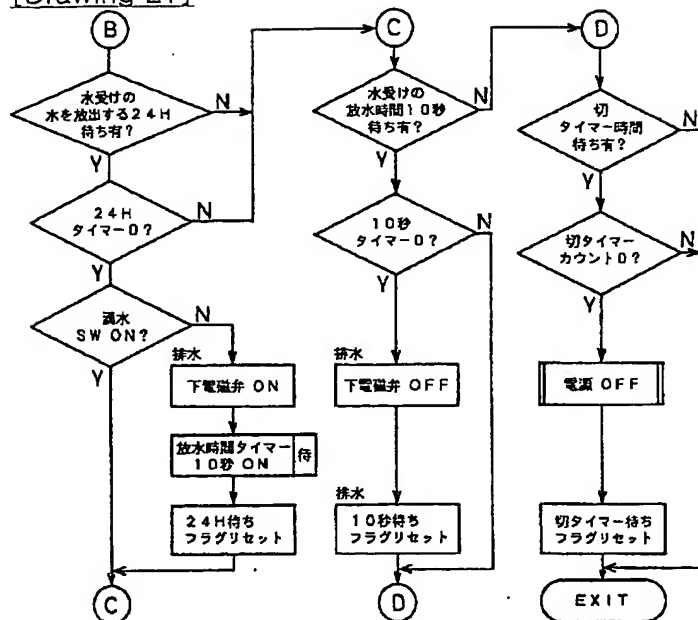 [Drawing 21]
B
水受けの
水を放出する24H
待ち有?
N
Y
24H
タイマー0?
N
Y
満水
SW ON?
N
Y
排水
下電磁弁 ON
放水時間タイマー
10秒 ON
待
24H待ち
フラグリセット
C
C
水受けの
放水時間10秒
待ち有?
N
Y
10秒
タイマー0?
N
Y
排水
下電磁弁 OFF
排水
10秒待ち
フラグリセット
D
D
切
タイマー時間
待ち有?
N
Y
切タイマー
カウント0?
N
Y
電源 OFF
切タイマー待ち
フラグリセット
EXIT